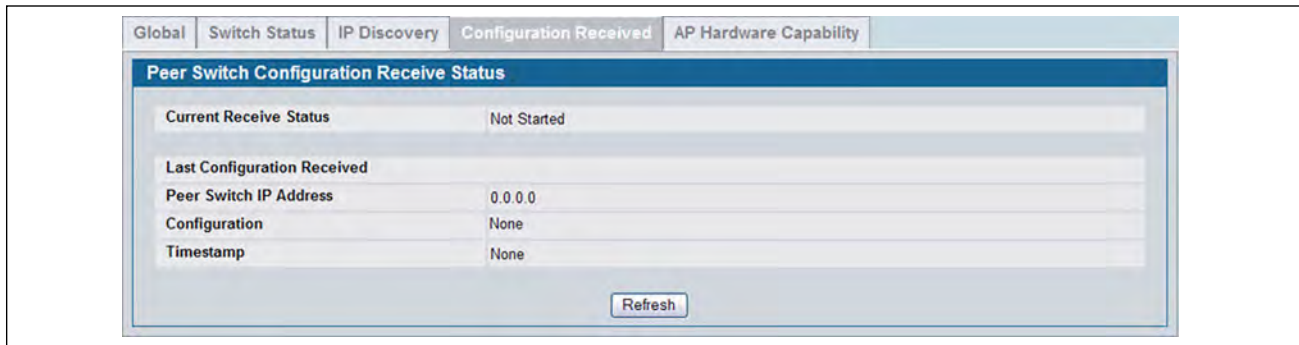 Global Switch Status IP Discovery Configuration Received AP Hardware Capability
Peer Switch Configuration Receive Status
Current Receive Status Not Started
Last Configuration Received
Peer Switch IP Address 0.0.0.0
Configuration None
Timestamp None
Refresh